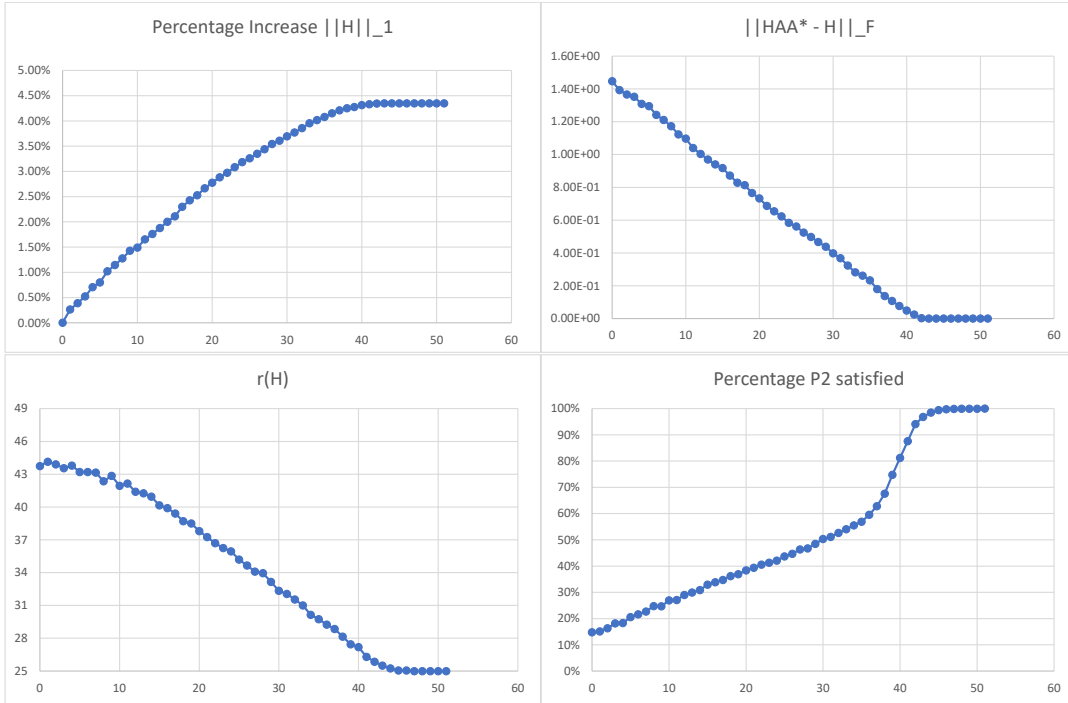 Percentage Increase ||H||_1
5.00%
4.50%
4.00%
3.50%
3.00%
2.50%
2.00%
1.50%
1.00%
0.50%
0.00%
0 10 20 30 40 50 60
||HAA* - H||_F
1.60E+00
1.40E+00
1.20E+00
1.00E+00
8.00E-01
6.00E-01
4.00E-01
2.00E-01
0.00E+00
0 10 20 30 40 50 60
r(H)
49
46
43
40
37
34
31
28
25
0 10 20 30 40 50 60
Percentage P2 satisfied
100%
90%
80%
70%
60%
50%
40%
30%
20%
10%
0%
0 10 20 30 40 50 60